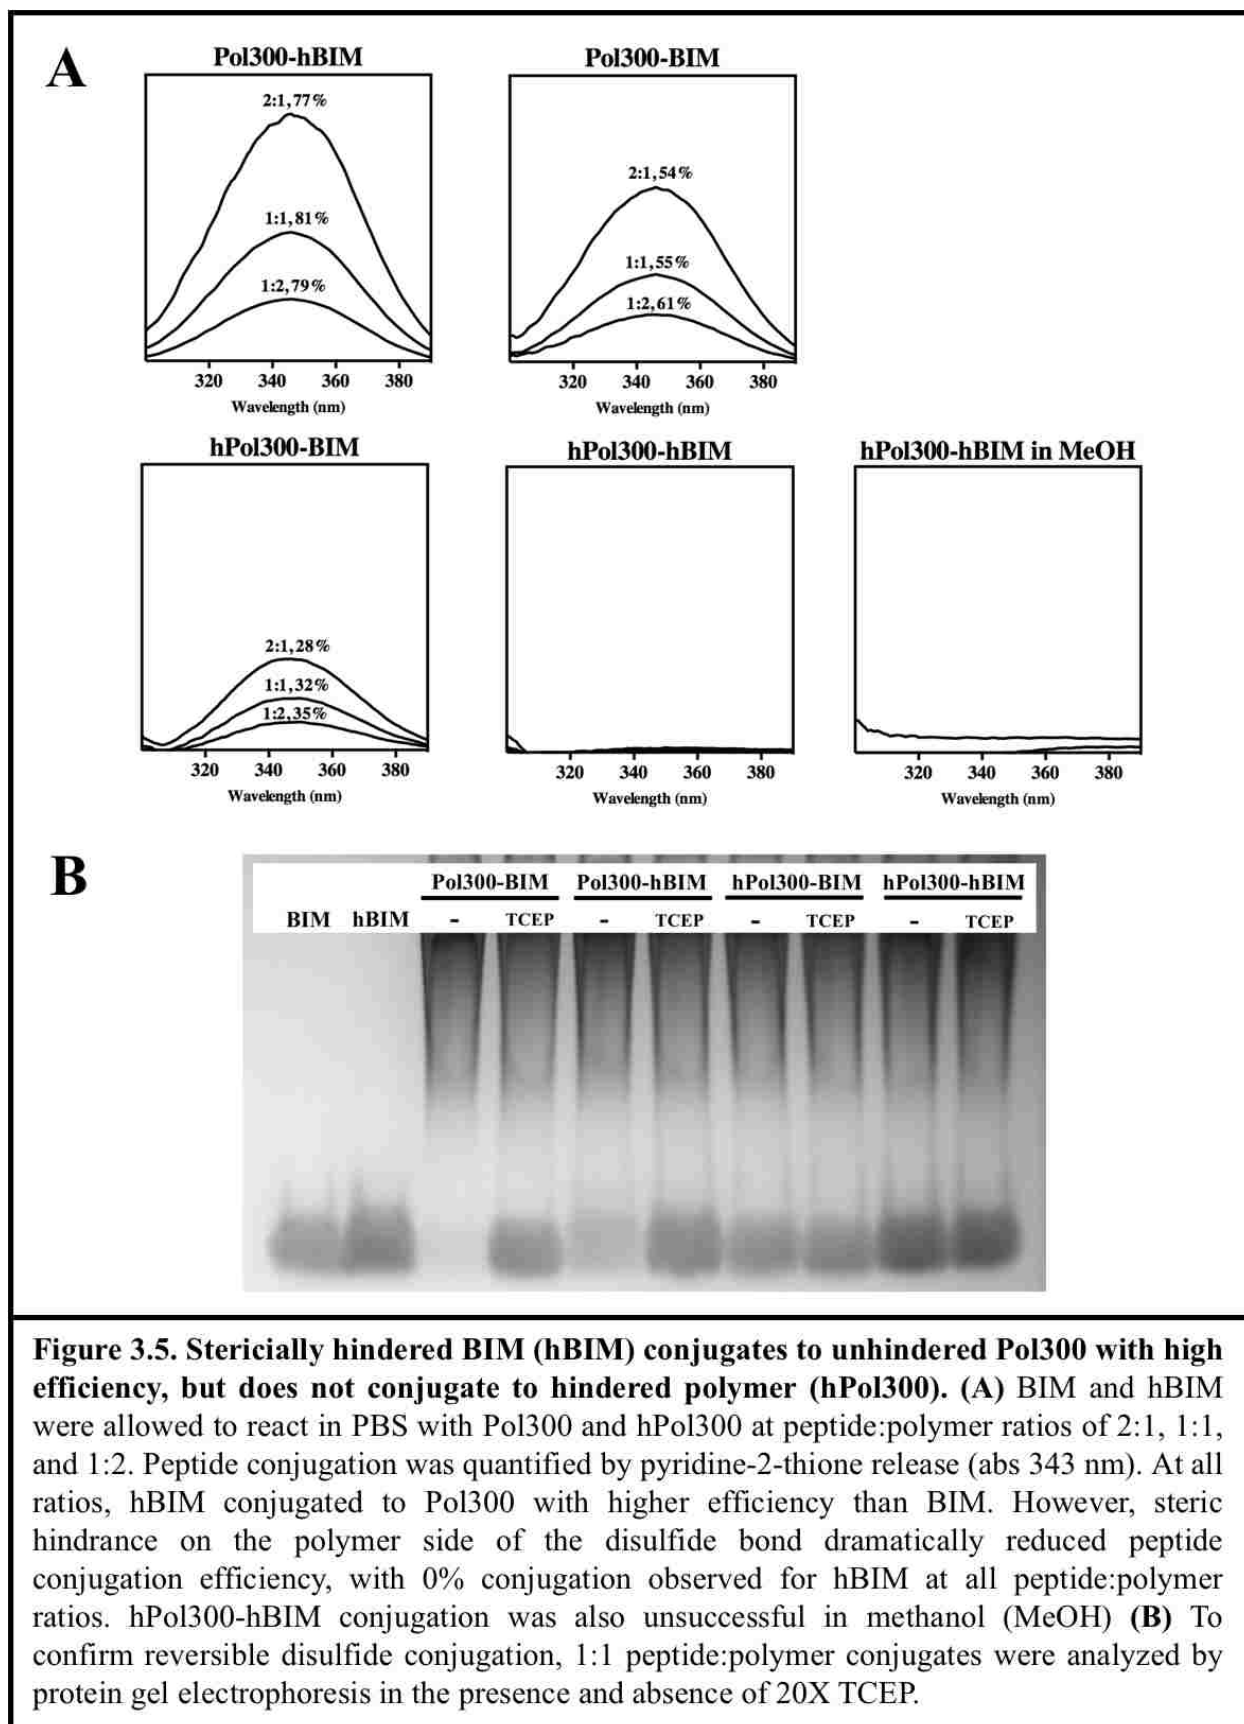 A
Pol300-hBIM
2:1,77%
1:1,81%
1:2,79%
320 340 360 380
Wavelength (nm)
Pol300-BIM
2:1,54%
1:1,55%
1:2,61%
320 340 360 380
Wavelength (nm)
hPol300-BIM
2:1,28%
1:1,32%
1:2,35%
320 340 360 380
Wavelength (nm)
hPol300-hBIM
320 340 360 380
Wavelength (nm)
hPol300-hBIM in MeOH
320 340 360 380
Wavelength (nm)
B
Pol300-BIM Pol300-hBIM hPol300-BIM hPol300-hBIM
BIM hBIM - TCEP - TCEP - TCEP - TCEP
Figure 3.5. Stericially hindered BIM (hBIM) conjugates to unhindered Pol300 with high
efficiency, but does not conjugate to hindered polymer (hPol300). (A) BIM and hBIM
were allowed to react in PBS with Pol300 and hPol300 at peptide:polymer ratios of 2:1, 1:1,
and 1:2. Peptide conjugation was quantified by pyridine-2-thione release (abs 343 nm). At all
ratios, hBIM conjugated to Pol300 with higher efficiency than BIM. However, steric
hindrance on the polymer side of the disulfide bond dramatically reduced peptide
conjugation efficiency, with 0% conjugation observed for hBIM at all peptide:polymer
ratios. hPol300-hBIM conjugation was also unsuccessful in methanol (MeOH) (B) To
confirm reversible disulfide conjugation, 1:1 peptide:polymer conjugates were analyzed by
protein gel electrophoresis in the presence and absence of 20X TCEP.